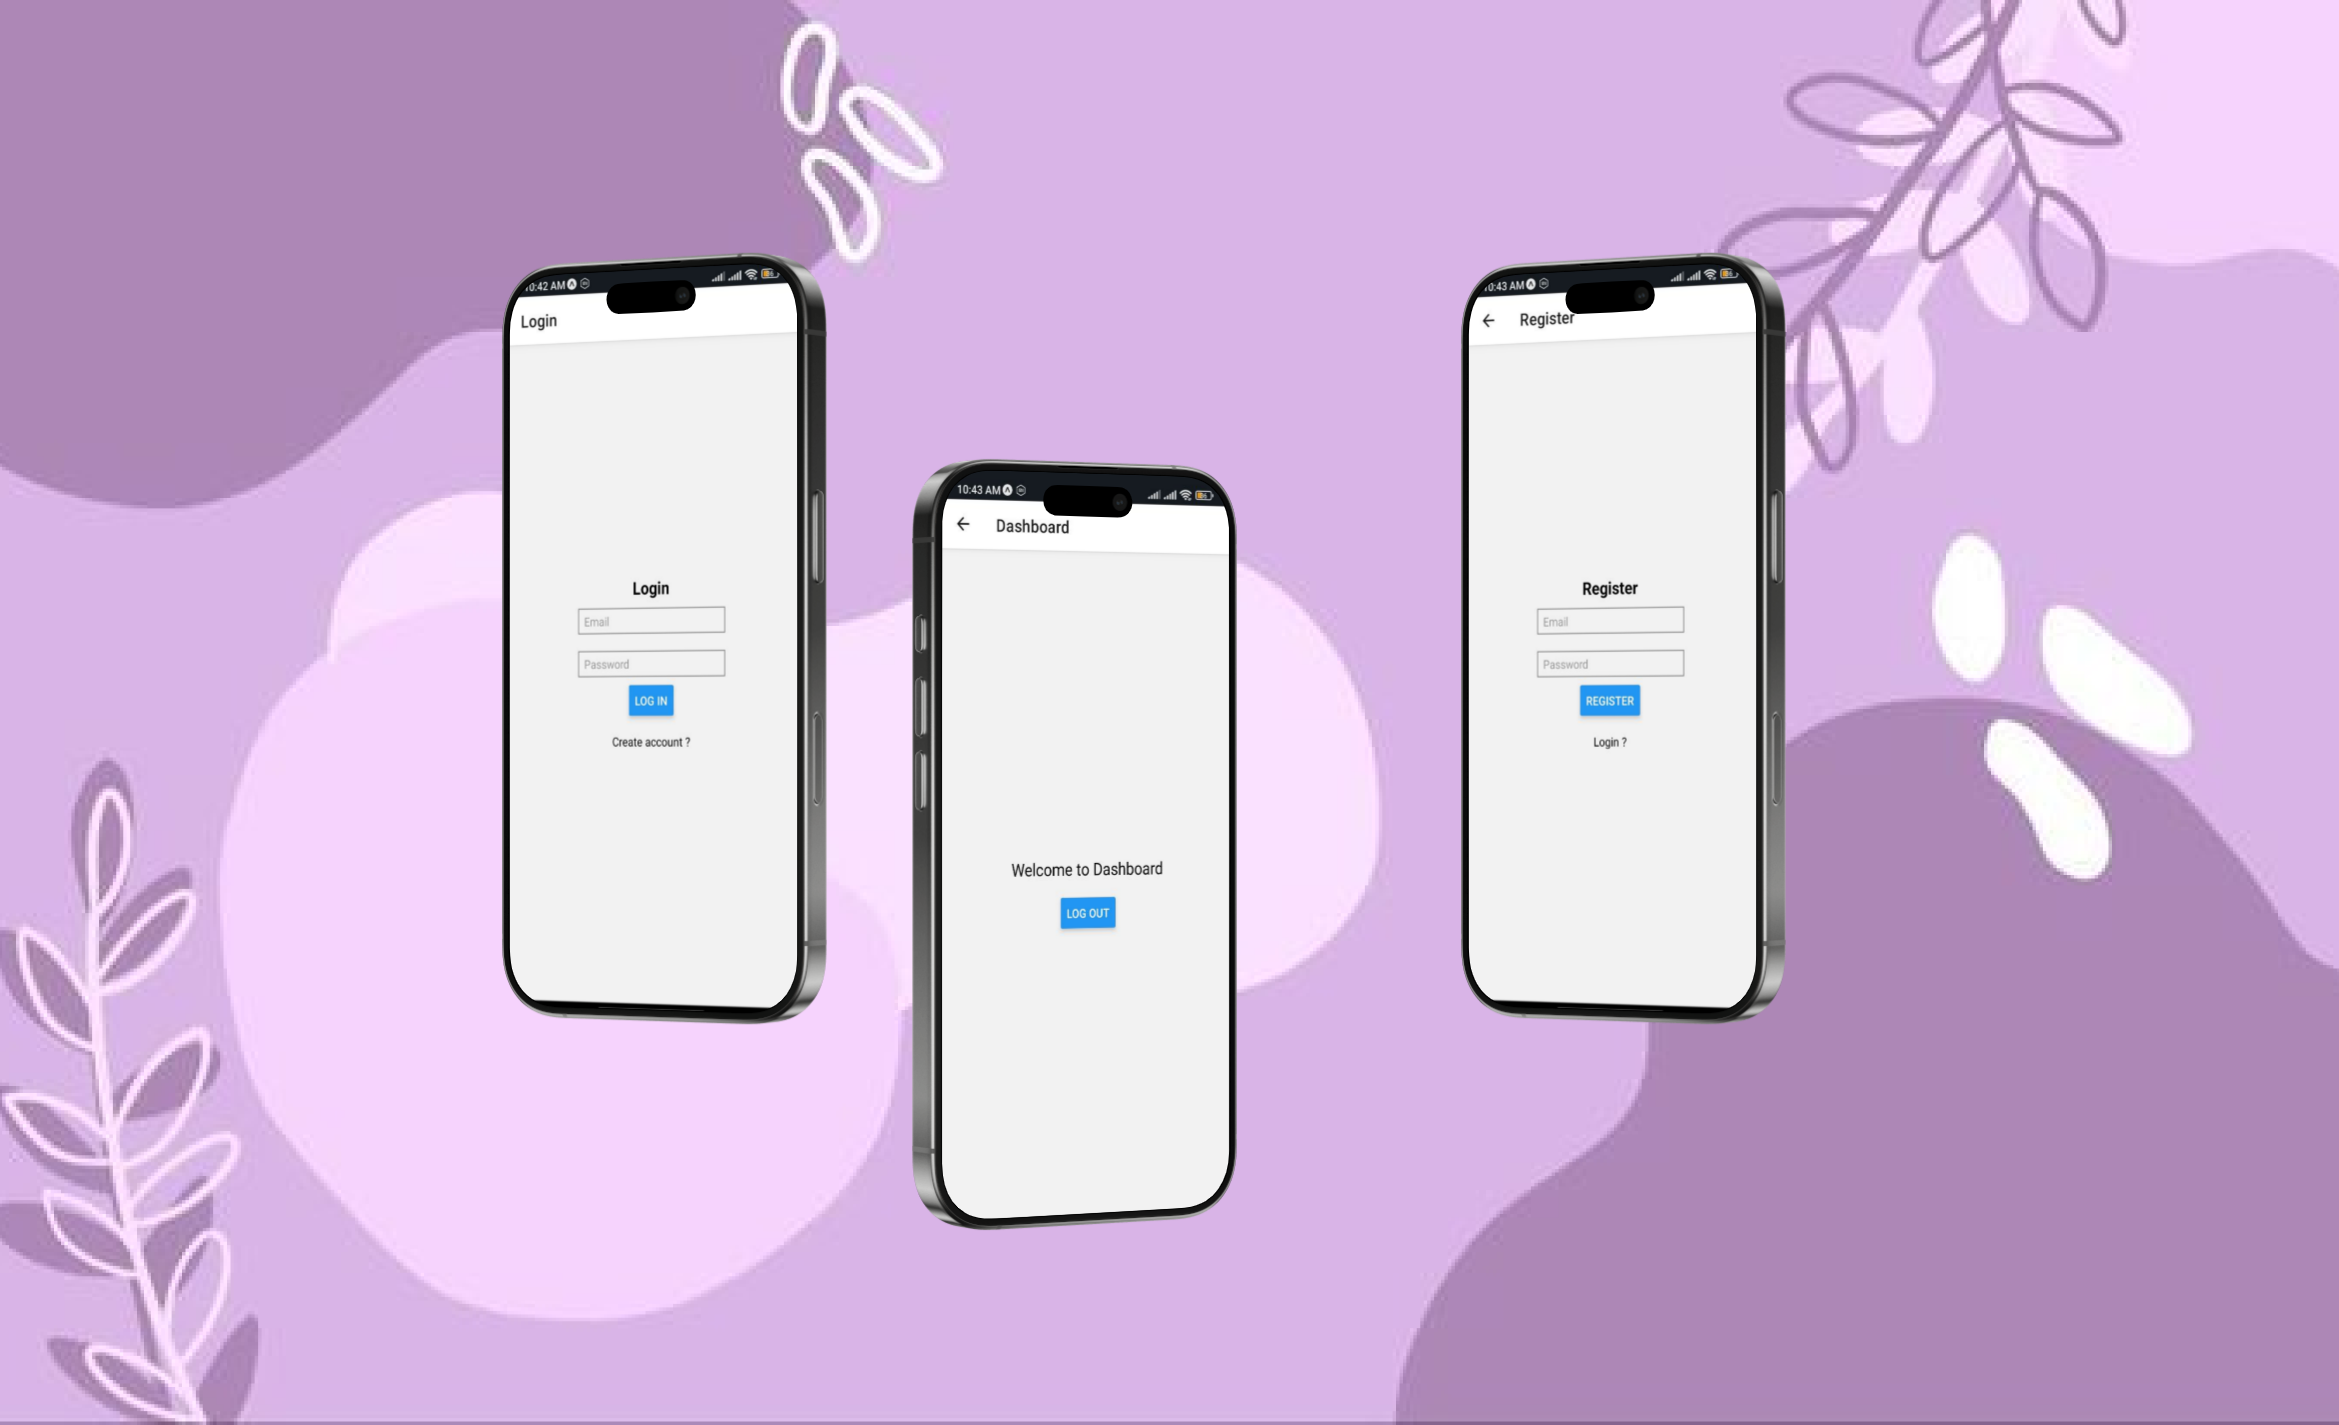 10:42 AM
Login
Login
Email
Password
LOG IN
Create account ?
10:43 AM
Dashboard
Welcome to Dashboard
LOG OUT
10:43 AM
Register
Register
Email
Password
REGISTER
Login ?